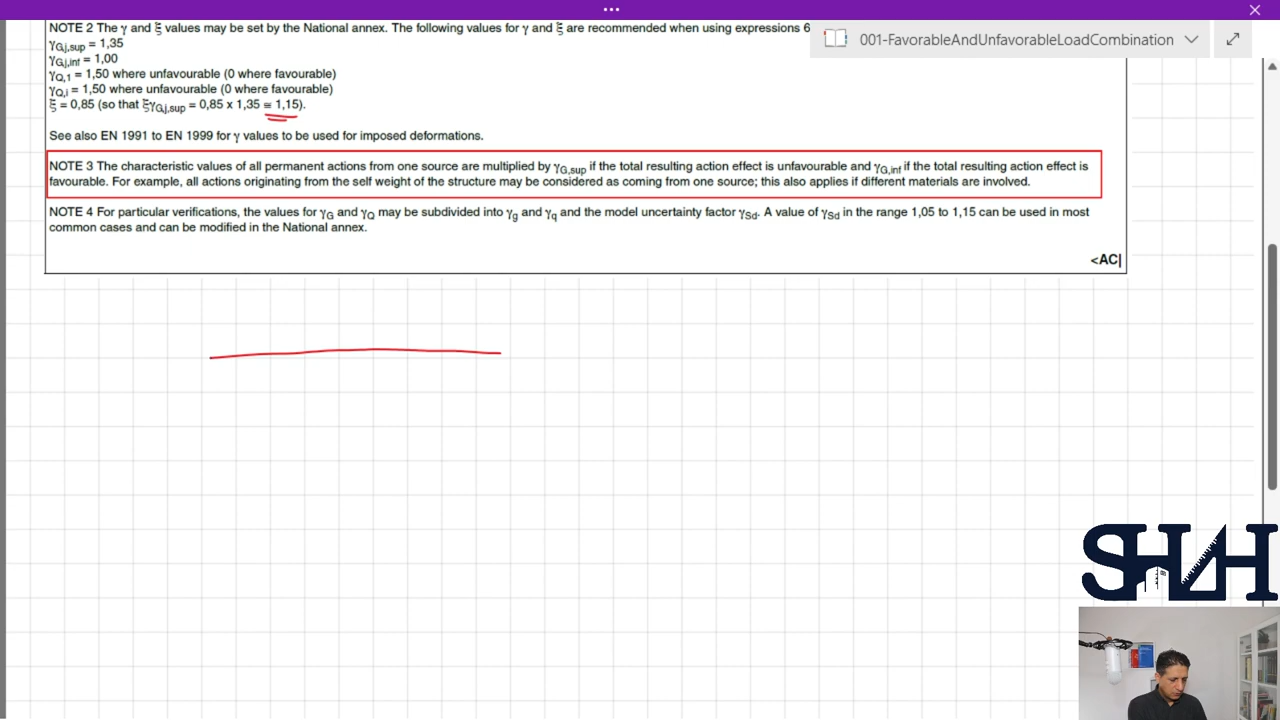 NOTE 2 The γ and ξ values may be set by the National annex. The following values for γ and ξ are recommended when using expressions 6
001-FavorableAndUnfavorableLoadCombination
γGj,sup = 1,35
γGj,inf = 1,00
γQ,1 = 1,50 where unfavourable (0 where favourable)
γQ,i = 1,50 where unfavourable (0 where favourable)
ξ = 0,85 (so that ξγGj,sup = 0,85 x 1,35 ≅ 1,15).
See also EN 1991 to EN 1999 for γ values to be used for imposed deformations.
NOTE 3 The characteristic values of all permanent actions from one source are multiplied by γG,sup if the total resulting action effect is unfavourable and γG,inf if the total resulting action effect is
favourable. For example, all actions originating from the self weight of the structure may be considered as coming from one source; this also applies if different materials are involved.
NOTE 4 For particular verifications, the values for γG and γQ may be subdivided into γg and γq and the model uncertainty factor γSd. A value of γSd in the range 1,05 to 1,15 can be used in most
common cases and can be modified in the National annex.
<AC|
SHAH